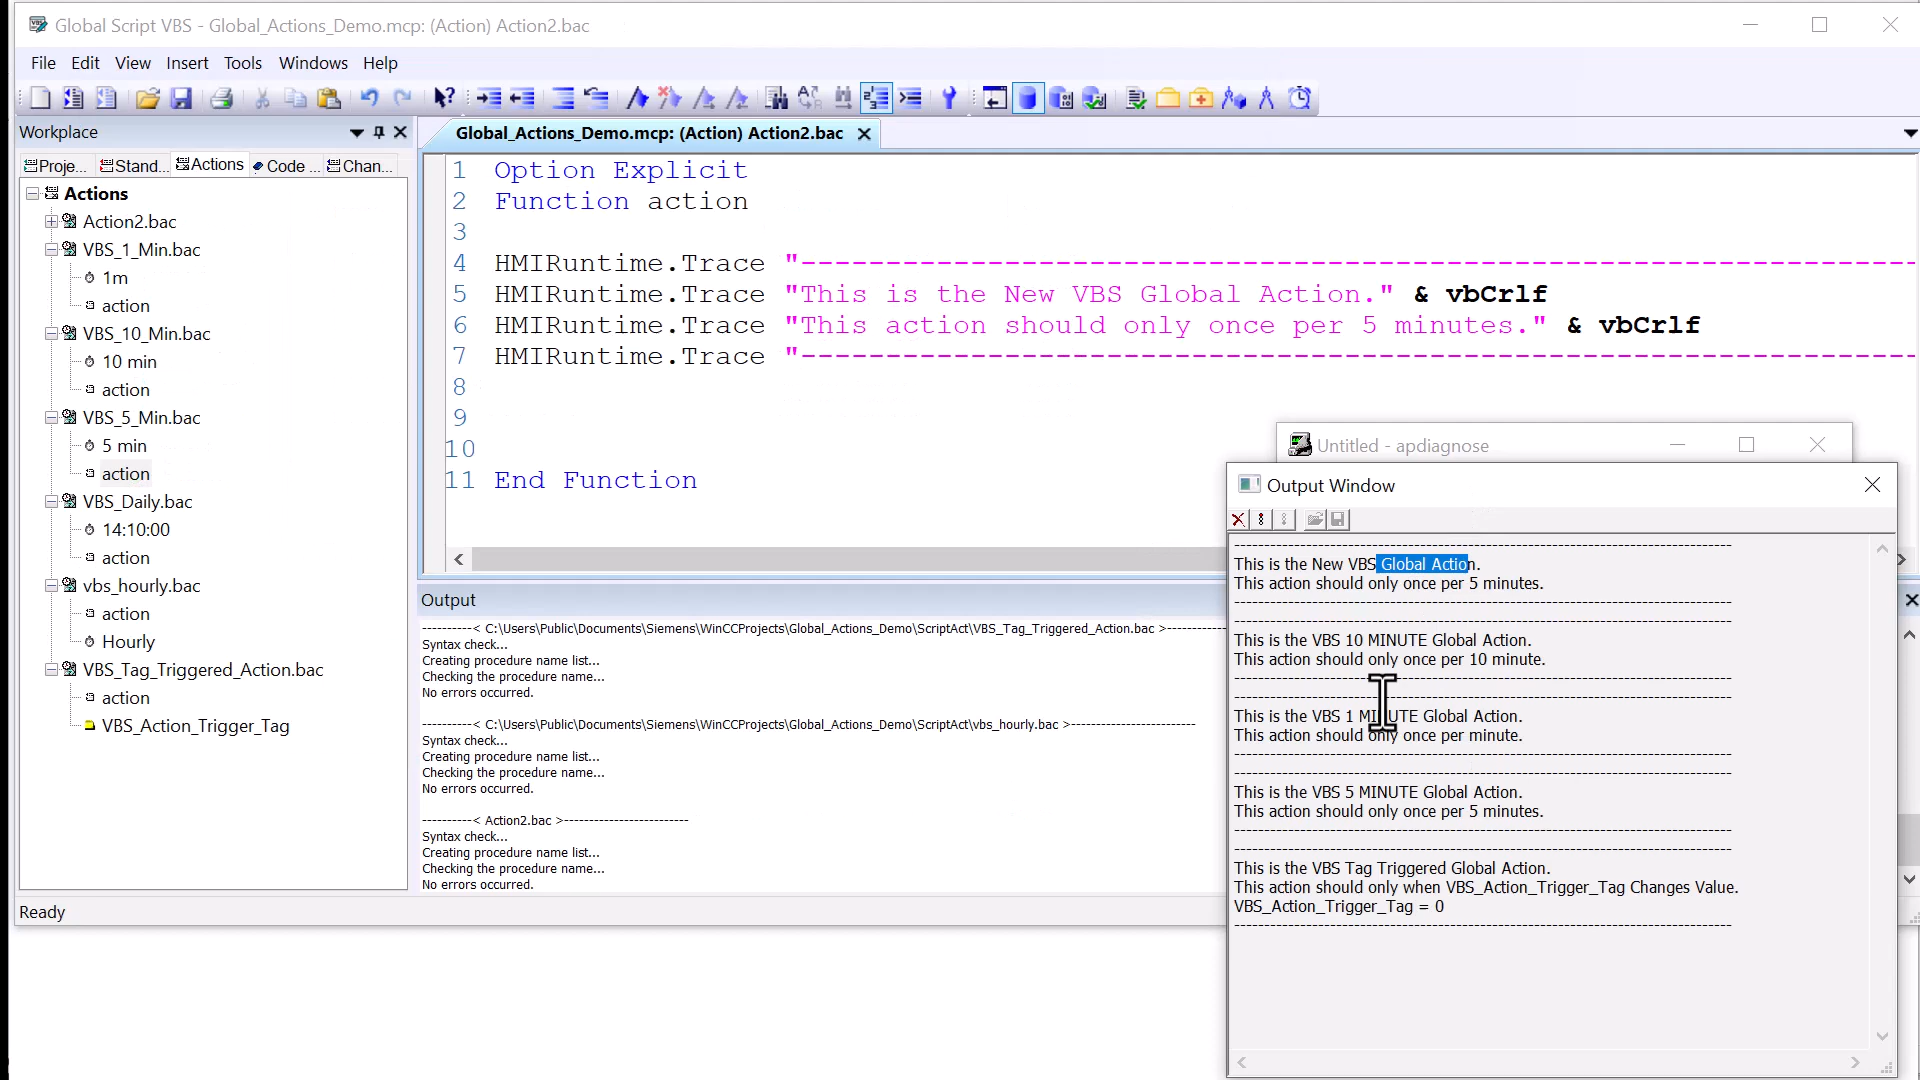 Global Script VBS - Global_Actions_Demo.mcp: (Action) Action2.bac
File Edit View Insert Tools Windows Help
Workplace
Proje... Stand... Actions Code ... Chan...
Actions
Action2.bac
VBS_1_Min.bac
1m
action
VBS_10_Min.bac
10 min
action
VBS_5_Min.bac
5 min
action
VBS_Daily.bac
14:10:00
action
vbs_hourly.bac
action
Hourly
VBS_Tag_Triggered_Action.bac
action
VBS_Action_Trigger_Tag
Ready
Global_Actions_Demo.mcp: (Action) Action2.bac
1 Option Explicit
2 Function action
3
4 HMIRuntime.Trace "------------------------------------------------------------------
5 HMIRuntime.Trace "This is the New VBS Global Action." & vbCrlf
6 HMIRuntime.Trace "This action should only once per 5 minutes." & vbCrlf
7 HMIRuntime.Trace "------------------------------------------------------------------
8
9
10
11 End Function
Output
----------< C:\Users\Public\Documents\Siemens\WinCCProjects\Global_Actions_Demo\ScriptAct\VBS_Tag_Triggered_Action.bac >-----------
Syntax check...
Creating procedure name list...
Checking the procedure name...
No errors occurred.
----------< C:\Users\Public\Documents\Siemens\WinCCProjects\Global_Actions_Demo\ScriptAct\vbs_hourly.bac >-------------------------
Syntax check...
Creating procedure name list...
Checking the procedure name...
No errors occurred.
----------< Action2.bac >-------------------------
Syntax check...
Creating procedure name list...
Checking the procedure name...
No errors occurred.
Untitled - apdiagnose
Output Window
-----------------------------------------------------------------------------------
This is the New VBS Global Action.
This action should only once per 5 minutes.
-----------------------------------------------------------------------------------
-----------------------------------------------------------------------------------
This is the VBS 10 MINUTE Global Action.
This action should only once per 10 minute.
-----------------------------------------------------------------------------------
-----------------------------------------------------------------------------------
This is the VBS 1 MINUTE Global Action.
This action should only once per minute.
-----------------------------------------------------------------------------------
-----------------------------------------------------------------------------------
This is the VBS 5 MINUTE Global Action.
This action should only once per 5 minutes.
-----------------------------------------------------------------------------------
-----------------------------------------------------------------------------------
This is the VBS Tag Triggered Global Action.
This action should only when VBS_Action_Trigger_Tag Changes Value.
VBS_Action_Trigger_Tag = 0
-----------------------------------------------------------------------------------